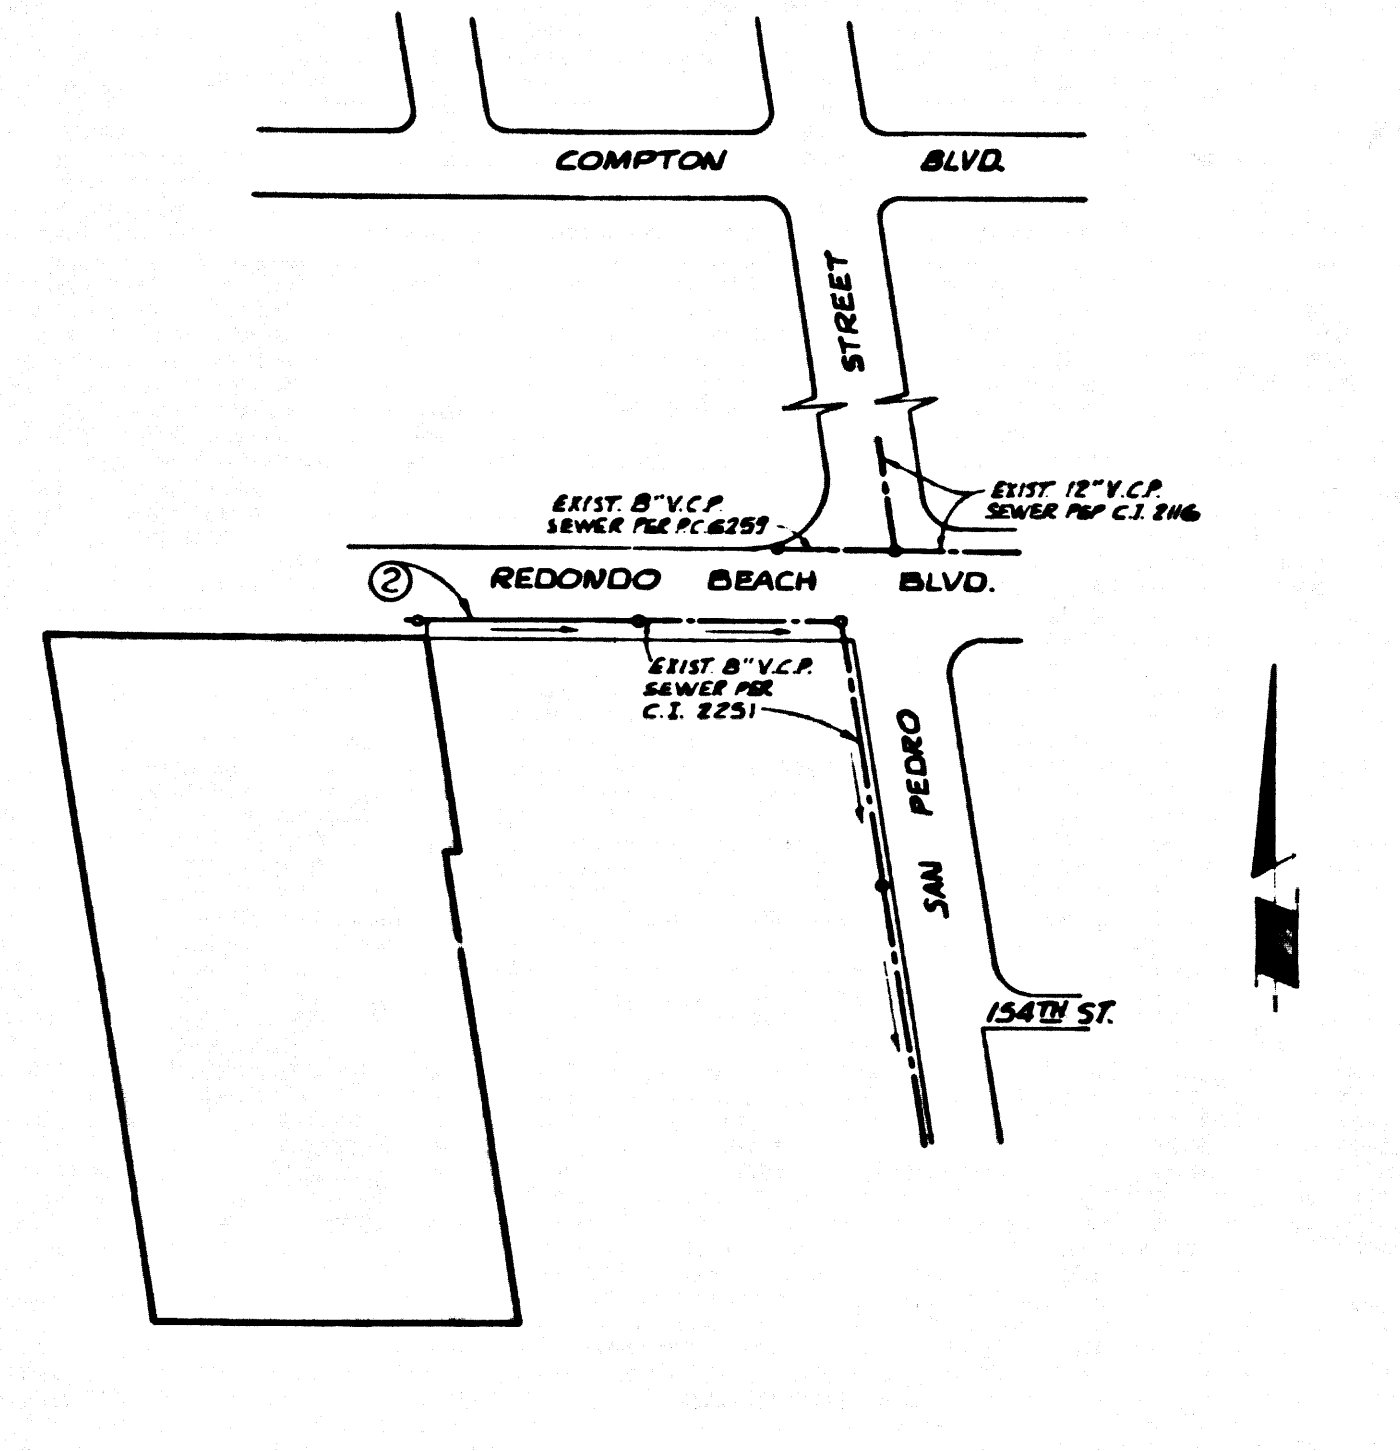 COMPTON BLVD.
STREET
EXIST. 12" V.C.P.
SEWER PER C.I. 2116
EXIST. 8" V.C.P.
SEWER PER P.C. 6259
2
REDONDO BEACH BLVD.
EXIST. 8" V.C.P.
SEWER PER
C.I. 2251
SAN PEDRO
154TH ST.